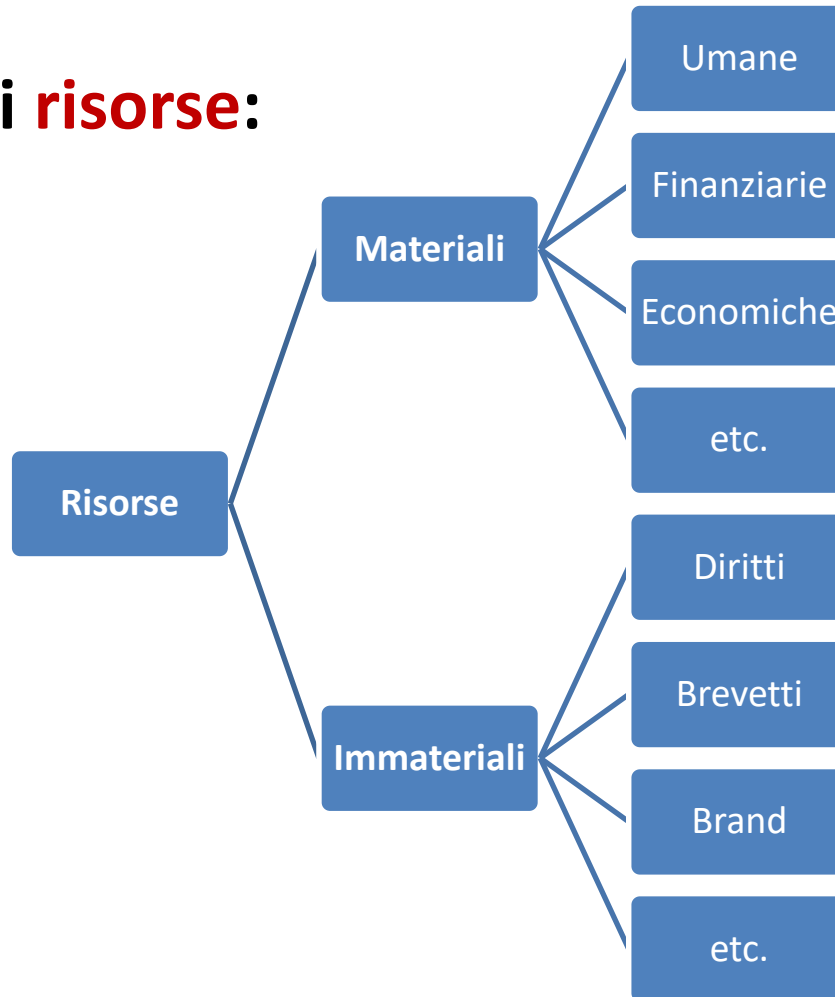 i risorse:
Umane
Finanziarie
Materiali
Economiche
etc.
Risorse
Diritti
Brevetti
Immateriali
Brand
etc.